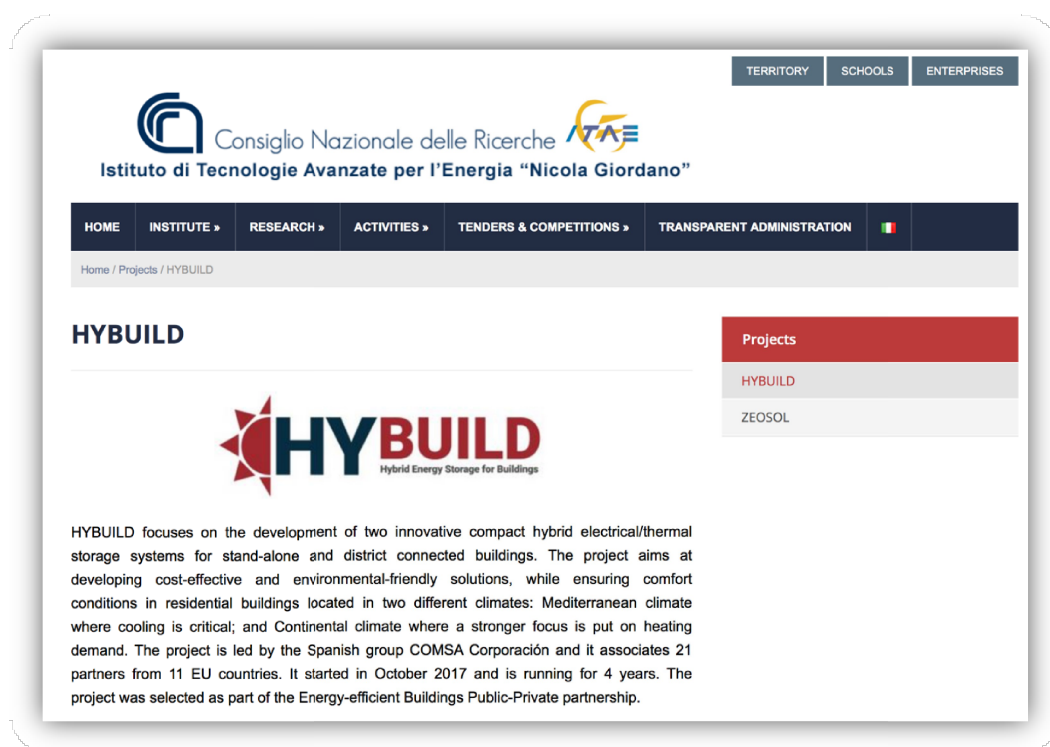 TERRITORY SCHOOLS ENTERPRISES
Consiglio Nazionale delle Ricerche ITAE
Istituto di Tecnologie Avanzate per l'Energia “Nicola Giordano”
HOME INSTITUTE » RESEARCH » ACTIVITIES » TENDERS & COMPETITIONS » TRANSPARENT ADMINISTRATION
Home / Projects / HYBUILD
HYBUILD
Projects
HYBUILD
ZEOSOL
HYBUILD
Hybrid Energy Storage for Buildings
HYBUILD focuses on the development of two innovative compact hybrid electrical/thermal
storage systems for stand-alone and district connected buildings. The project aims at
developing cost-effective and environmental-friendly solutions, while ensuring comfort
conditions in residential buildings located in two different climates: Mediterranean climate
where cooling is critical; and Continental climate where a stronger focus is put on heating
demand. The project is led by the Spanish group COMSA Corporación and it associates 21
partners from 11 EU countries. It started in October 2017 and is running for 4 years. The
project was selected as part of the Energy-efficient Buildings Public-Private partnership.